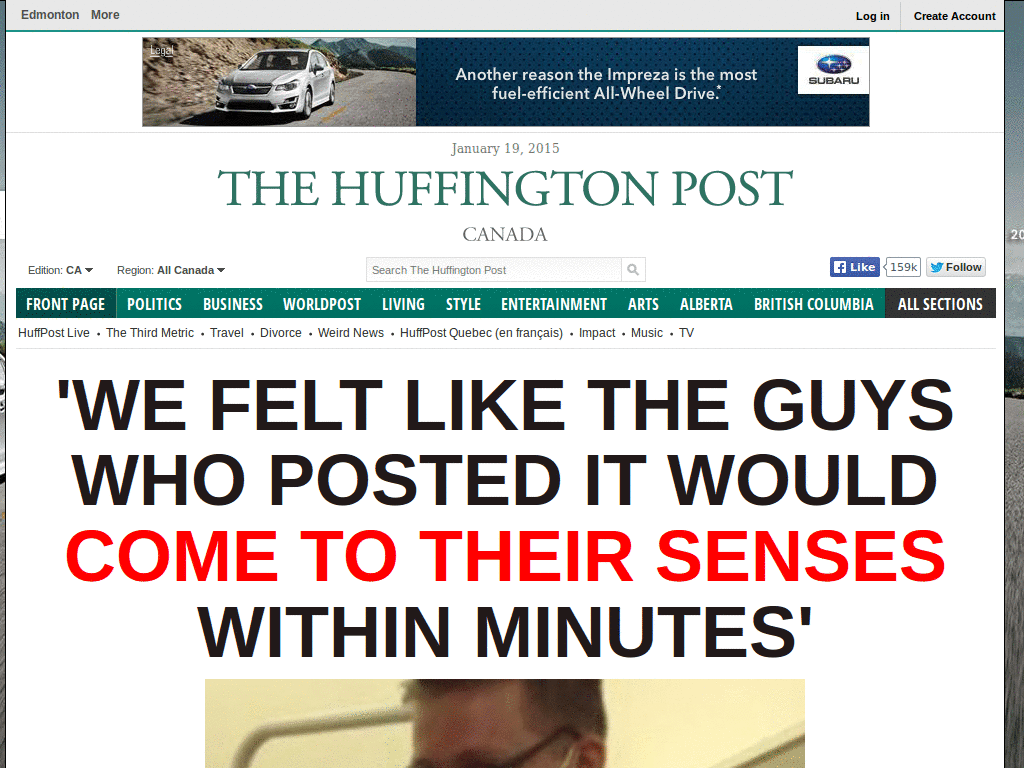 Edmonton More
Log in Create Account
Legal
Another reason the Impreza is the most
fuel-efficient All-Wheel Drive.*
SUBARU
January 19, 2015
THE HUFFINGTON POST
CANADA
20
Edition: CA Region: All Canada Search The Huffington Post Like 159k Follow
FRONT PAGE POLITICS BUSINESS WORLDPOST LIVING STYLE ENTERTAINMENT ARTS ALBERTA BRITISH COLUMBIA ALL SECTIONS
HuffPost Live • The Third Metric • Travel • Divorce • Weird News • HuffPost Quebec (en français) • Impact • Music • TV
'WE FELT LIKE THE GUYS
WHO POSTED IT WOULD
COME TO THEIR SENSES
WITHIN MINUTES'